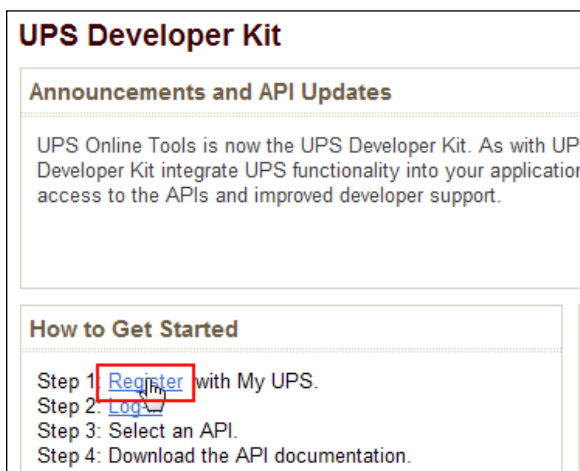 UPS Developer Kit
Announcements and API Updates
UPS Online Tools is now the UPS Developer Kit. As with UP
Developer Kit integrate UPS functionality into your application
access to the APIs and improved developer support.
How to Get Started
Step 1: Register with My UPS.
Step 2: Log-in
Step 3: Select an API.
Step 4: Download the API documentation.